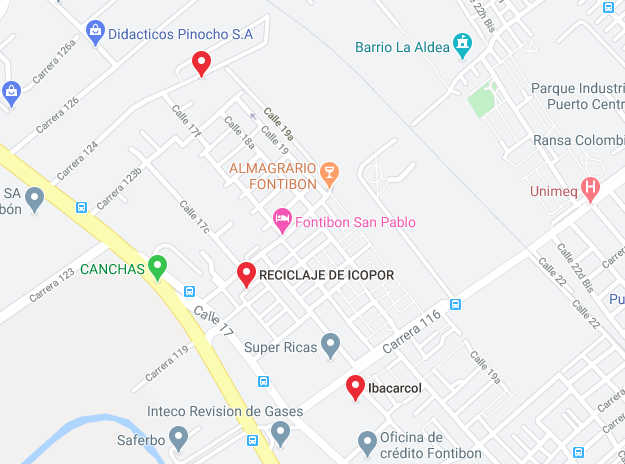 Calle 22h Bis
Didacticos Pinocho S.A
Carrera 126a
Barrio La Aldea
Parque Industri
Puerto Centr
Carrera 126
Calle 17f
Calle 18a
Calle 19
Calle 19a
Ransa Colombi
Carrera 124
Carrera 123b
ALMAGRARIO
FONTIBON
Unimeq
SA
bón
Calle 17c
Fontibon San Pablo
CANCHAS
RECICLAJE DE ICOPOR
Carrera 123
Calle 22
Calle 22d Bis
Calle 22
Pu
Calle 17
Carrera 116
Super Ricas
Carrera 119
Calle 19a
Ibacarcol
Inteco Revision de Gases
Saferbo
Oficina de
crédito Fontibon